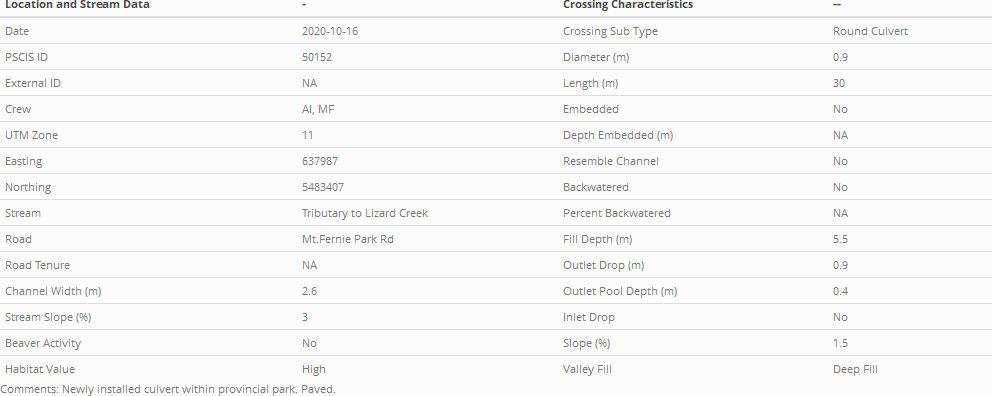 Location and Stream Data - Crossing Characteristics --
Date 2020-10-16 Crossing Sub Type Round Culvert
PSCIS ID 50152 Diameter (m) 0.9
External ID NA Length (m) 30
Crew AI, MF Embedded No
UTM Zone 11 Depth Embedded (m) NA
Easting 637987 Resemble Channel No
Northing 5483407 Backwatered No
Stream Tributary to Lizard Creek Percent Backwatered NA
Road Mt.Fernie Park Rd Fill Depth (m) 5.5
Road Tenure NA Outlet Drop (m) 0.9
Channel Width (m) 2.6 Outlet Pool Depth (m) 0.4
Stream Slope (%) 3 Inlet Drop No
Beaver Activity No Slope (%) 1.5
Habitat Value High Valley Fill Deep Fill
Comments: Newly installed culvert within provincial park. Paved.